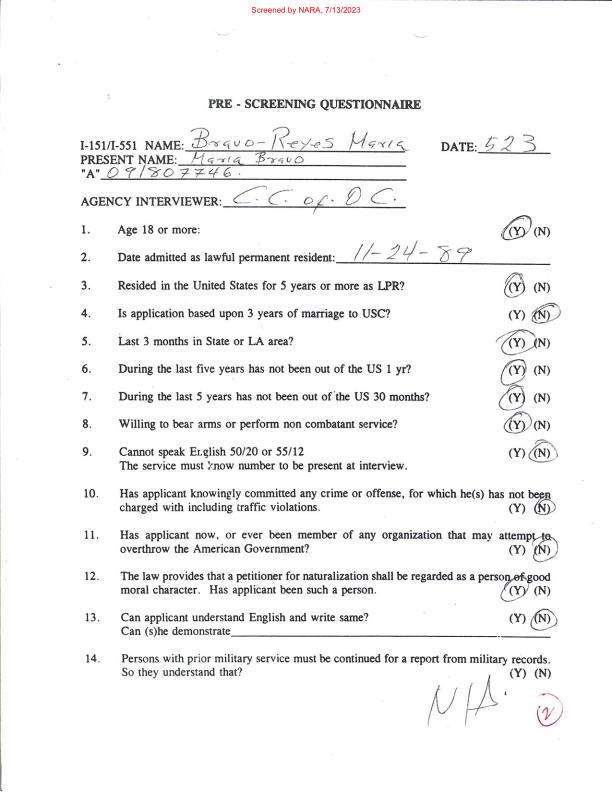 Screened by NARA, 7/13/2023
PRE - SCREENING QUESTIONNAIRE
I-151/I-551 NAME: Bravo-Reyes Maria DATE: 523
PRESENT NAME: Maria Bravo
"A" 091807746.
AGENCY INTERVIEWER: C.C. of. O C.
1. Age 18 or more: (Y) (N)
2. Date admitted as lawful permanent resident: 11-24-89
3. Resided in the United States for 5 years or more as LPR? (Y) (N)
4. Is application based upon 3 years of marriage to USC? (Y) (N)
5. Last 3 months in State or LA area? (Y) (N)
6. During the last five years has not been out of the US 1 yr? (Y) (N)
7. During the last 5 years has not been out of the US 30 months? (Y) (N)
8. Willing to bear arms or perform non combatant service? (Y) (N)
9. Cannot speak English 50/20 or 55/12 (Y) (N)
The service must know number to be present at interview.
10. Has applicant knowingly committed any crime or offense, for which he(s) has not been
charged with including traffic violations. (Y) (N)
11. Has applicant now, or ever been member of any organization that may attempt to
overthrow the American Government? (Y) (N)
12. The law provides that a petitioner for naturalization shall be regarded as a person of good
moral character. Has applicant been such a person. (Y) (N)
13. Can applicant understand English and write same? (Y) (N)
Can (s)he demonstrate
14. Persons with prior military service must be continued for a report from military records.
So they understand that? (Y) (N)
N/A.
2